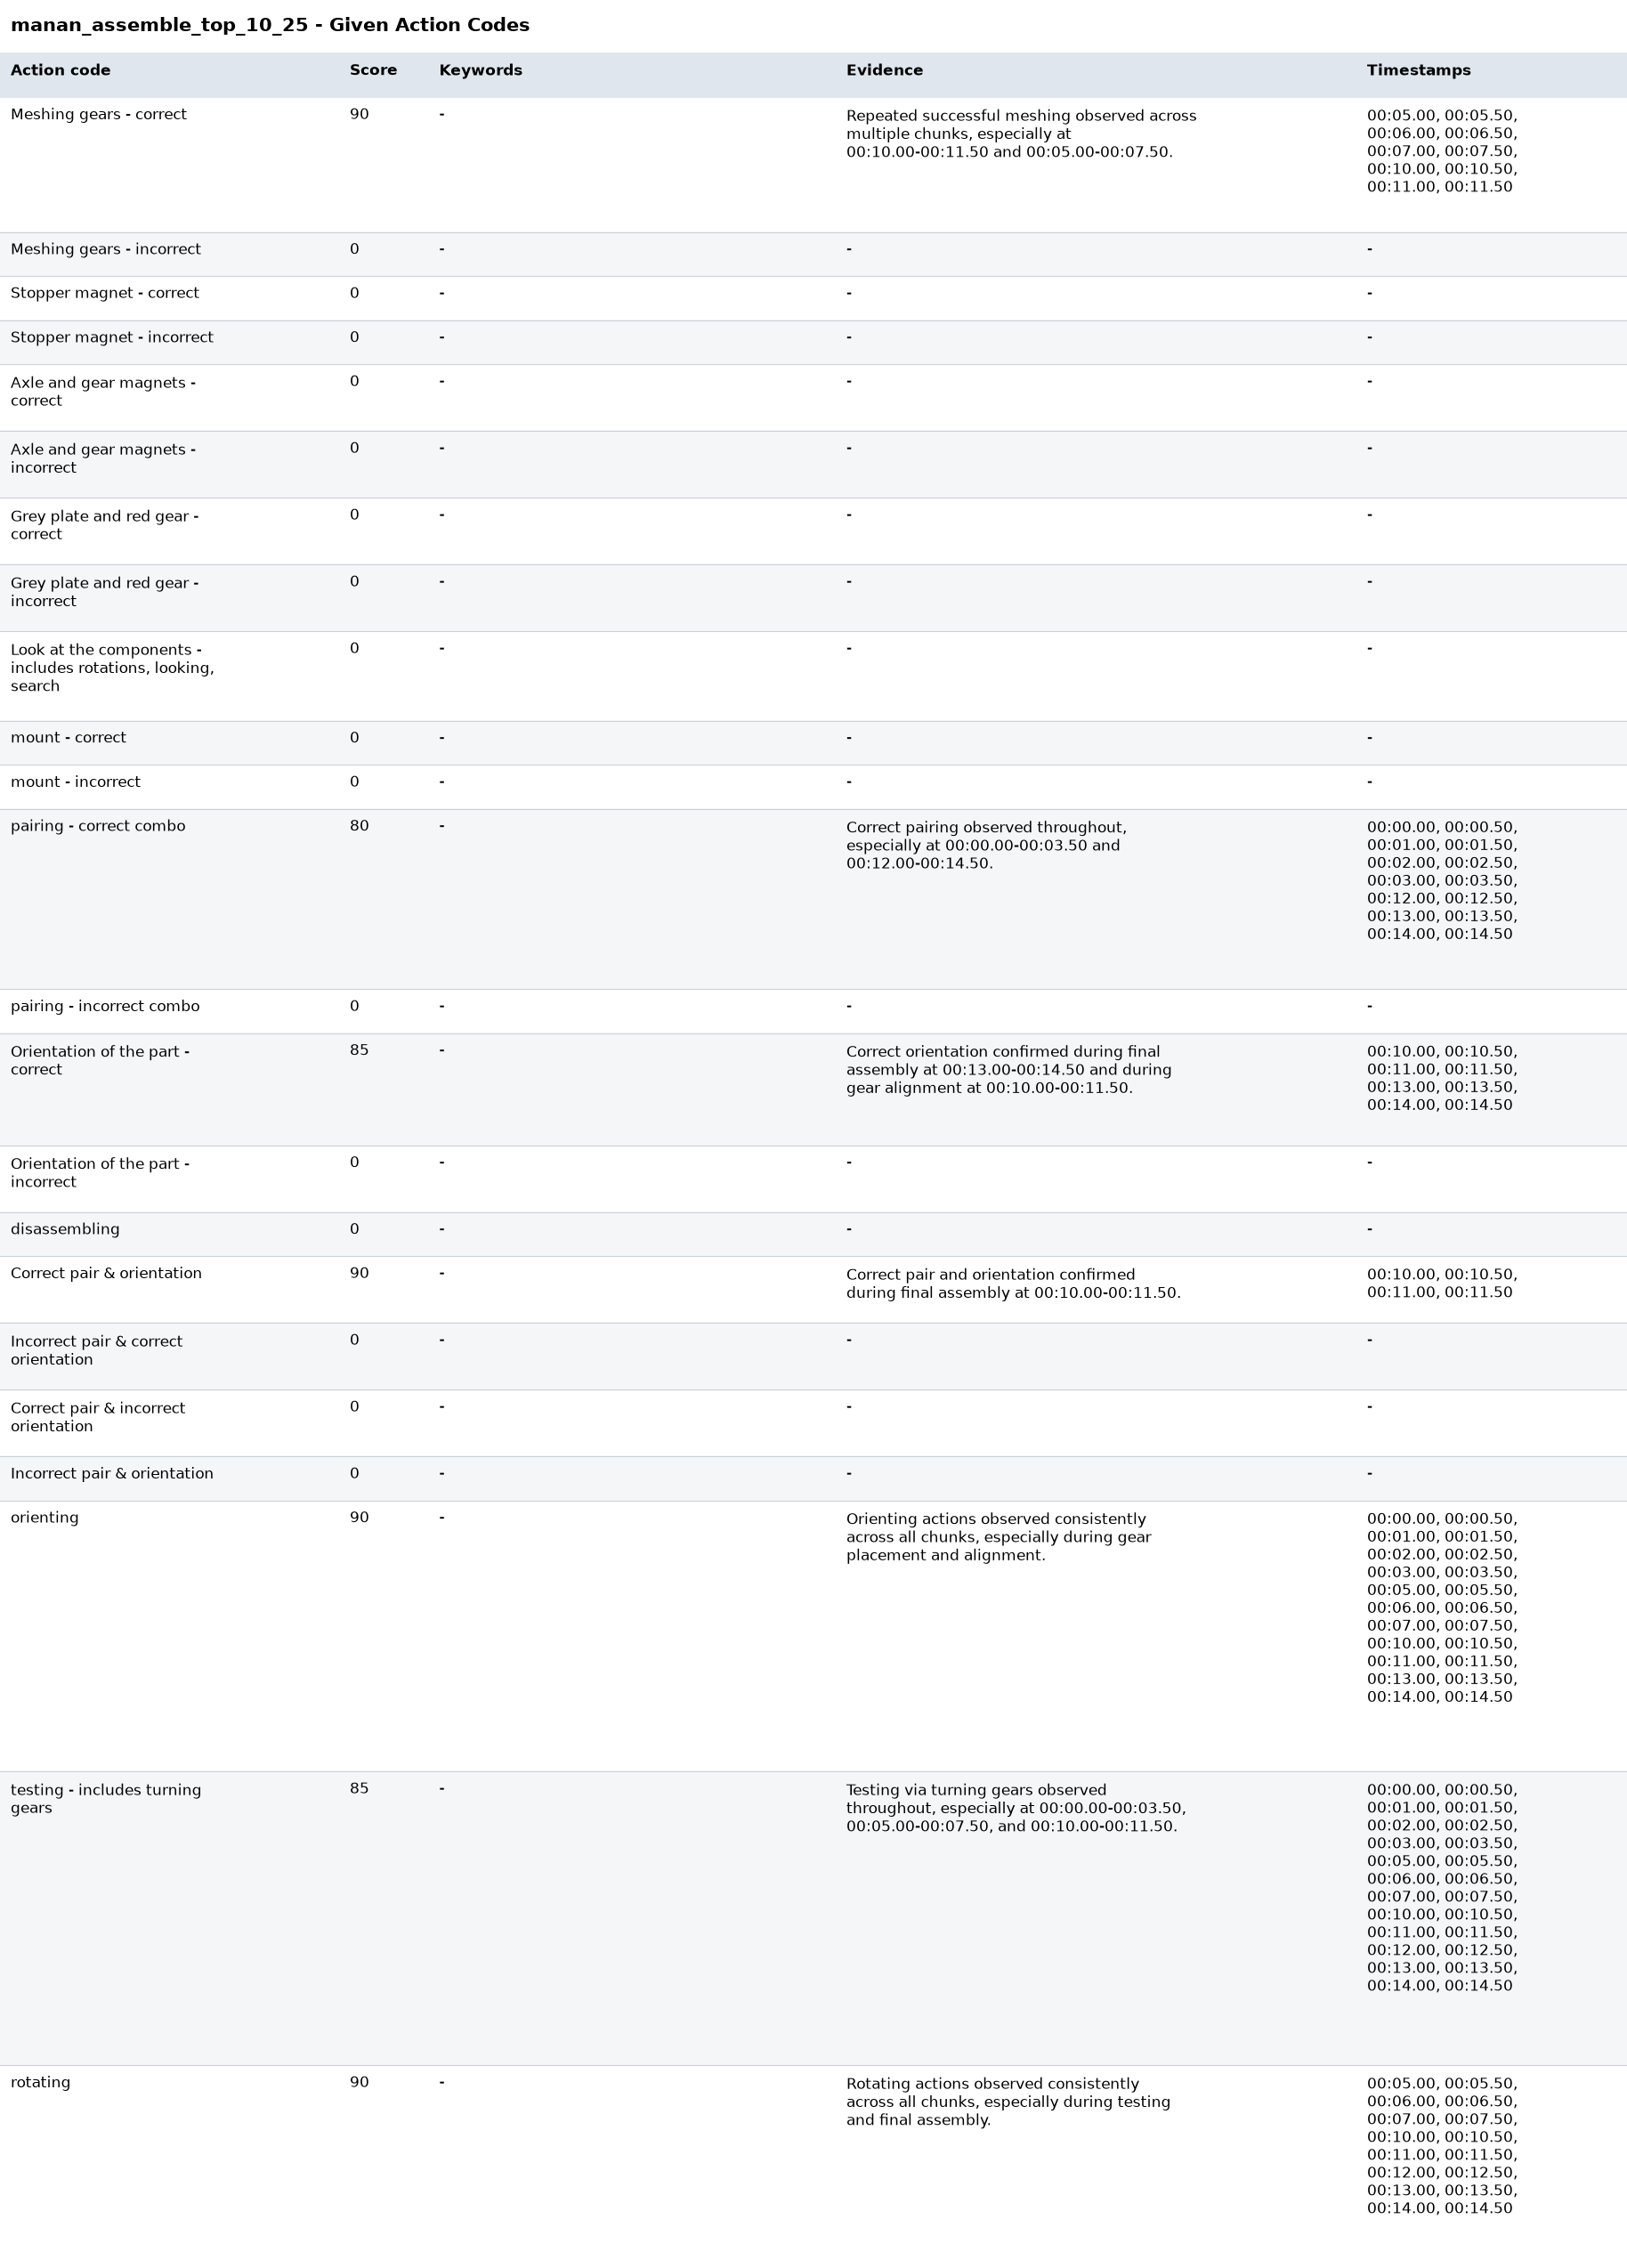 manan_assemble_top_10_25 - Given Action Codes
Action code Score Keywords Evidence Timestamps
Meshing gears - correct 90 - Repeated successful meshing observed across 00:05.00, 00:05.50,
multiple chunks, especially at 00:06.00, 00:06.50,
00:10.00-00:11.50 and 00:05.00-00:07.50. 00:07.00, 00:07.50,
00:10.00, 00:10.50,
00:11.00, 00:11.50
Meshing gears - incorrect 0 - - -
Stopper magnet - correct 0 - - -
Stopper magnet - incorrect 0 - - -
Axle and gear magnets - 0 - - -
correct
Axle and gear magnets - 0 - - -
incorrect
Grey plate and red gear - 0 - - -
correct
Grey plate and red gear - 0 - - -
incorrect
Look at the components - 0 - - -
includes rotations, looking,
search
mount - correct 0 - - -
mount - incorrect 0 - - -
pairing - correct combo 80 - Correct pairing observed throughout, 00:00.00, 00:00.50,
especially at 00:00.00-00:03.50 and 00:01.00, 00:01.50,
00:12.00-00:14.50. 00:02.00, 00:02.50,
00:03.00, 00:03.50,
00:12.00, 00:12.50,
00:13.00, 00:13.50,
00:14.00, 00:14.50
pairing - incorrect combo 0 - - -
Orientation of the part - 85 - Correct orientation confirmed during final 00:10.00, 00:10.50,
correct assembly at 00:13.00-00:14.50 and during 00:11.00, 00:11.50,
gear alignment at 00:10.00-00:11.50. 00:13.00, 00:13.50,
00:14.00, 00:14.50
Orientation of the part - 0 - - -
incorrect
disassembling 0 - - -
Correct pair & orientation 90 - Correct pair and orientation confirmed 00:10.00, 00:10.50,
during final assembly at 00:10.00-00:11.50. 00:11.00, 00:11.50
Incorrect pair & correct 0 - - -
orientation
Correct pair & incorrect 0 - - -
orientation
Incorrect pair & orientation 0 - - -
orienting 90 - Orienting actions observed consistently 00:00.00, 00:00.50,
across all chunks, especially during gear 00:01.00, 00:01.50,
placement and alignment. 00:02.00, 00:02.50,
00:03.00, 00:03.50,
00:05.00, 00:05.50,
00:06.00, 00:06.50,
00:07.00, 00:07.50,
00:10.00, 00:10.50,
00:11.00, 00:11.50,
00:13.00, 00:13.50,
00:14.00, 00:14.50
testing - includes turning 85 - Testing via turning gears observed 00:00.00, 00:00.50,
gears throughout, especially at 00:00.00-00:03.50, 00:01.00, 00:01.50,
00:05.00-00:07.50, and 00:10.00-00:11.50. 00:02.00, 00:02.50,
00:03.00, 00:03.50,
00:05.00, 00:05.50,
00:06.00, 00:06.50,
00:07.00, 00:07.50,
00:10.00, 00:10.50,
00:11.00, 00:11.50,
00:12.00, 00:12.50,
00:13.00, 00:13.50,
00:14.00, 00:14.50
rotating 90 - Rotating actions observed consistently 00:05.00, 00:05.50,
across all chunks, especially during testing 00:06.00, 00:06.50,
and final assembly. 00:07.00, 00:07.50,
00:10.00, 00:10.50,
00:11.00, 00:11.50,
00:12.00, 00:12.50,
00:13.00, 00:13.50,
00:14.00, 00:14.50